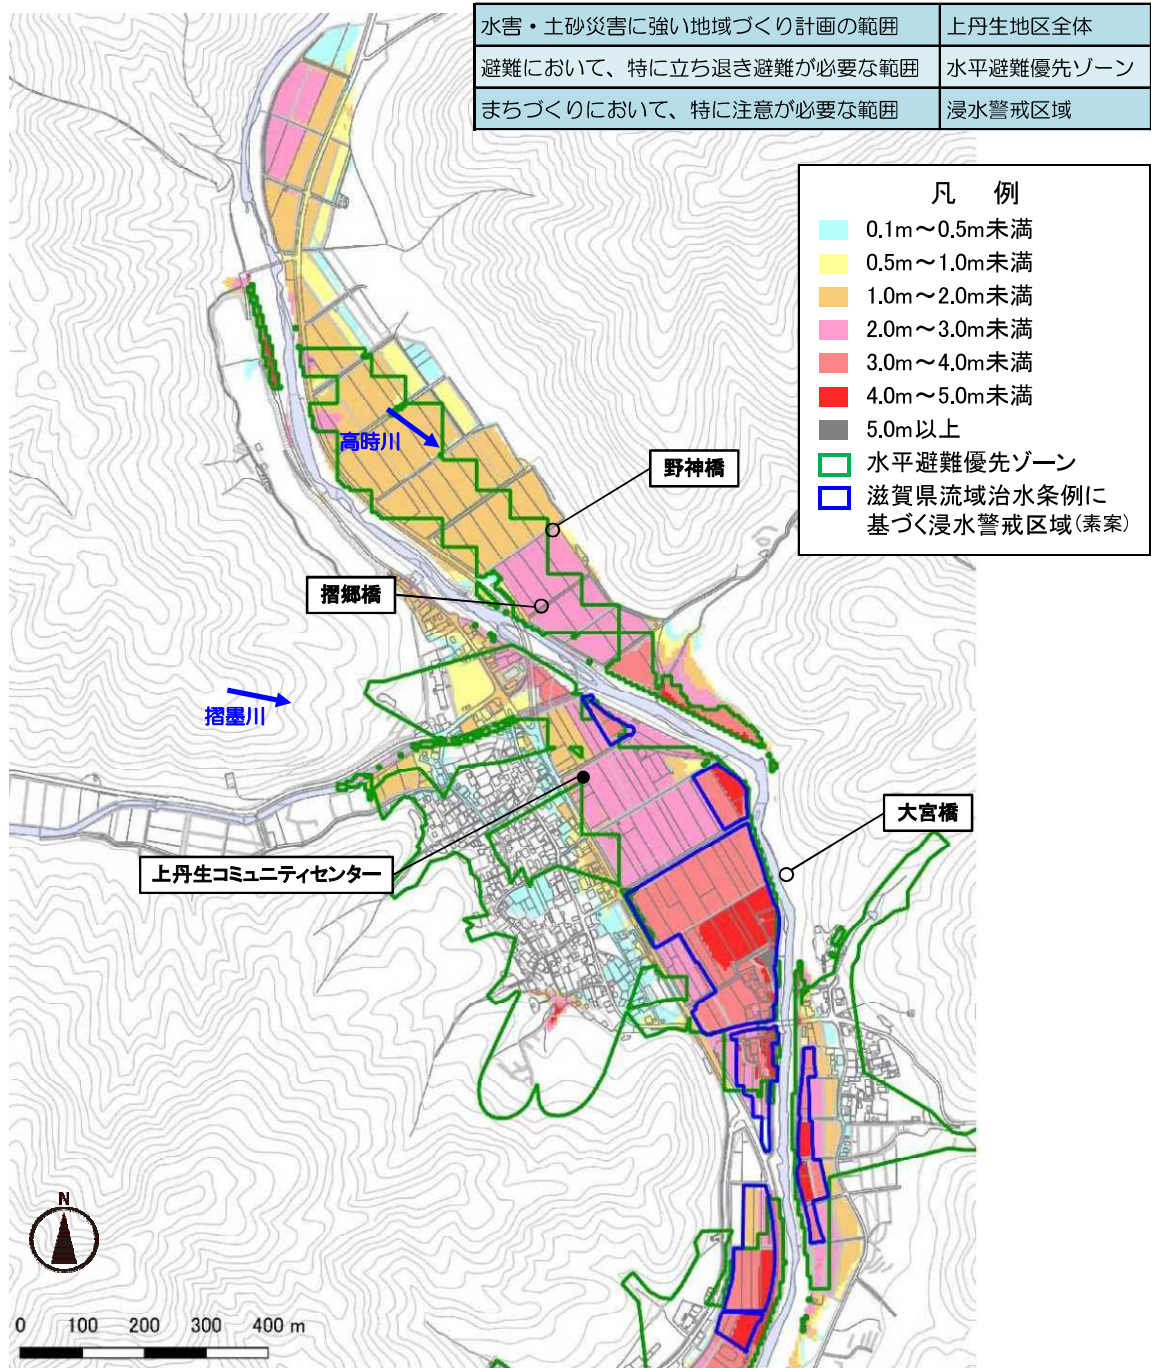 水害・土砂災害に強い地域づくり計画の範囲 上丹生地区全体
避難において、特に立ち退き避難が必要な範囲 水平避難優先ゾーン
まちづくりにおいて、特に注意が必要な範囲 浸水警戒区域
凡 例
0.1m～0.5m未満
0.5m～1.0m未満
1.0m～2.0m未満
2.0m～3.0m未満
3.0m～4.0m未満
4.0m～5.0m未満
5.0m以上
水平避難優先ゾーン
滋賀県流域治水条例に
基づく浸水警戒区域(素案)
高時川
野神橋
摺郷橋
摺墨川
大宮橋
上丹生コミュニティセンター
N
0 100 200 300 400 m